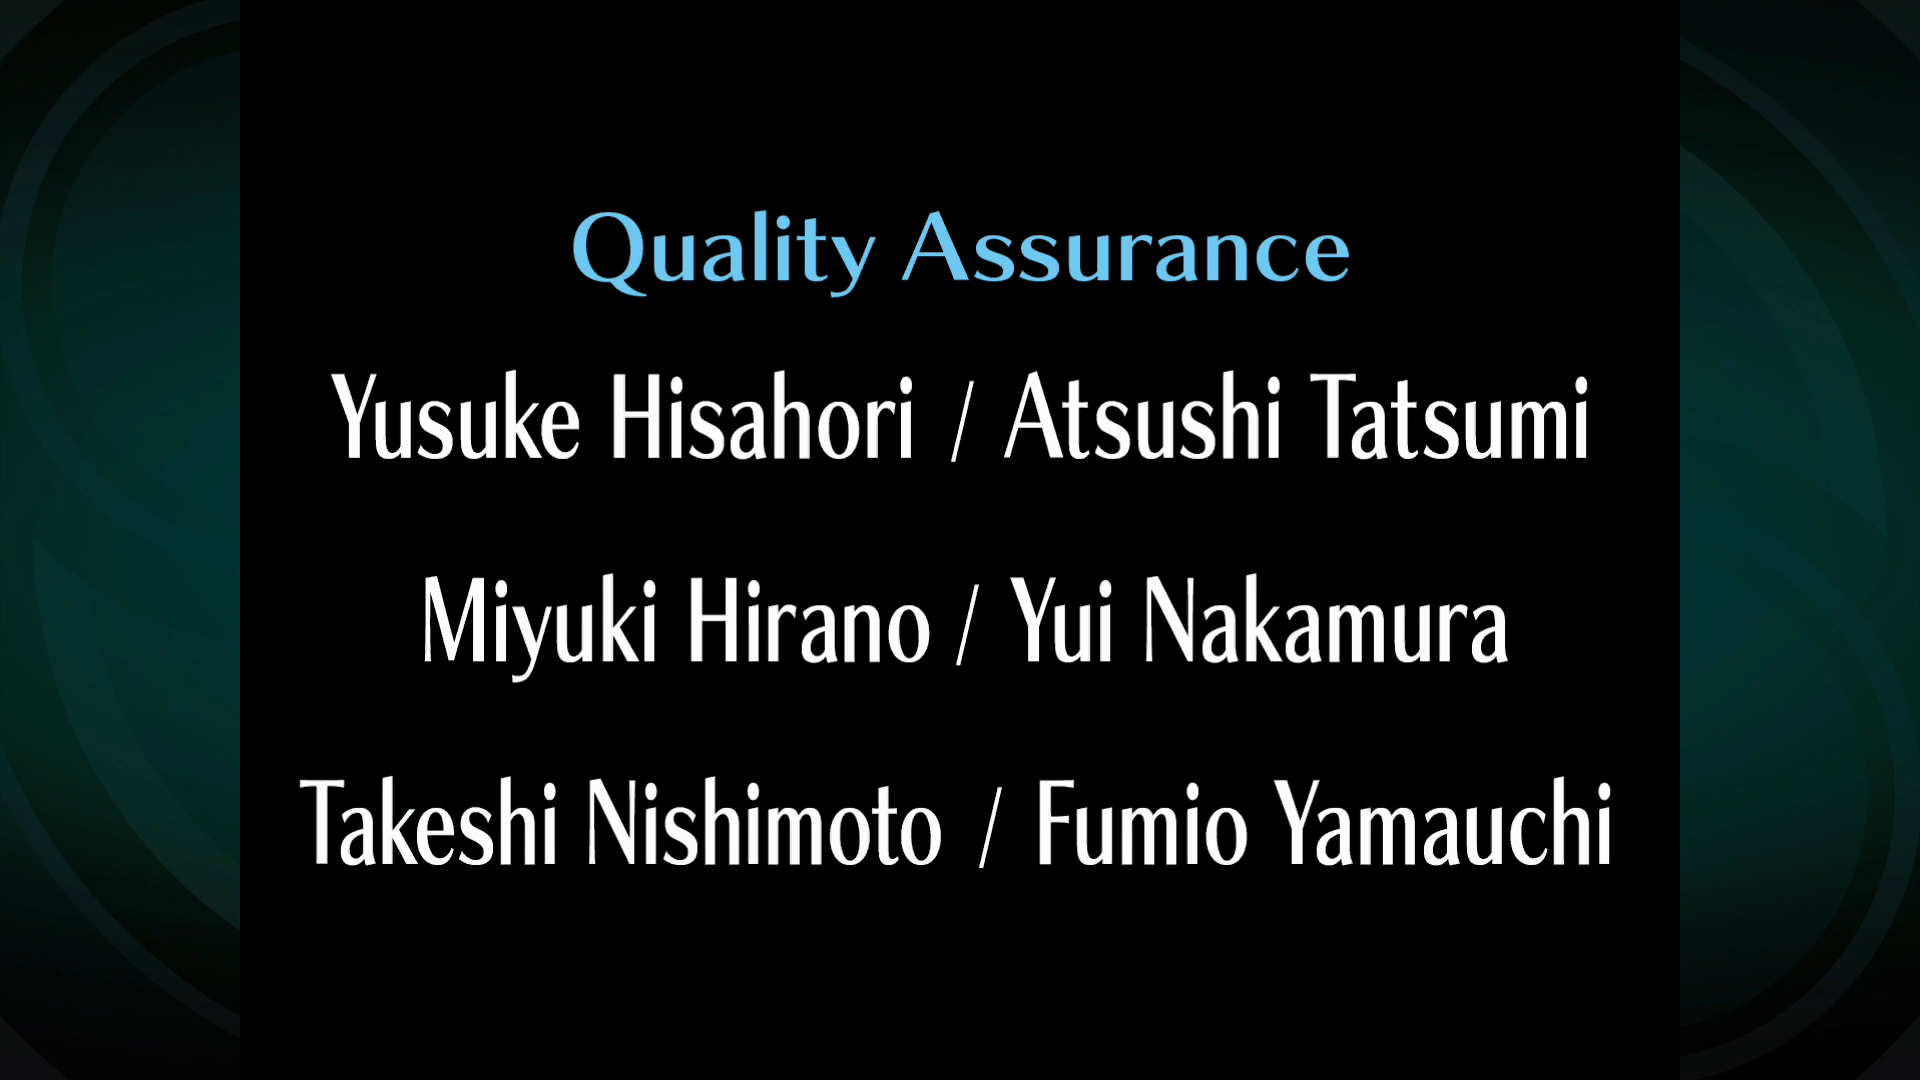 Quality Assurance
Yusuke Hisahori / Atsushi Tatsumi
Miyuki Hirano / Yui Nakamura
Takeshi Nishimoto / Fumio Yamauchi